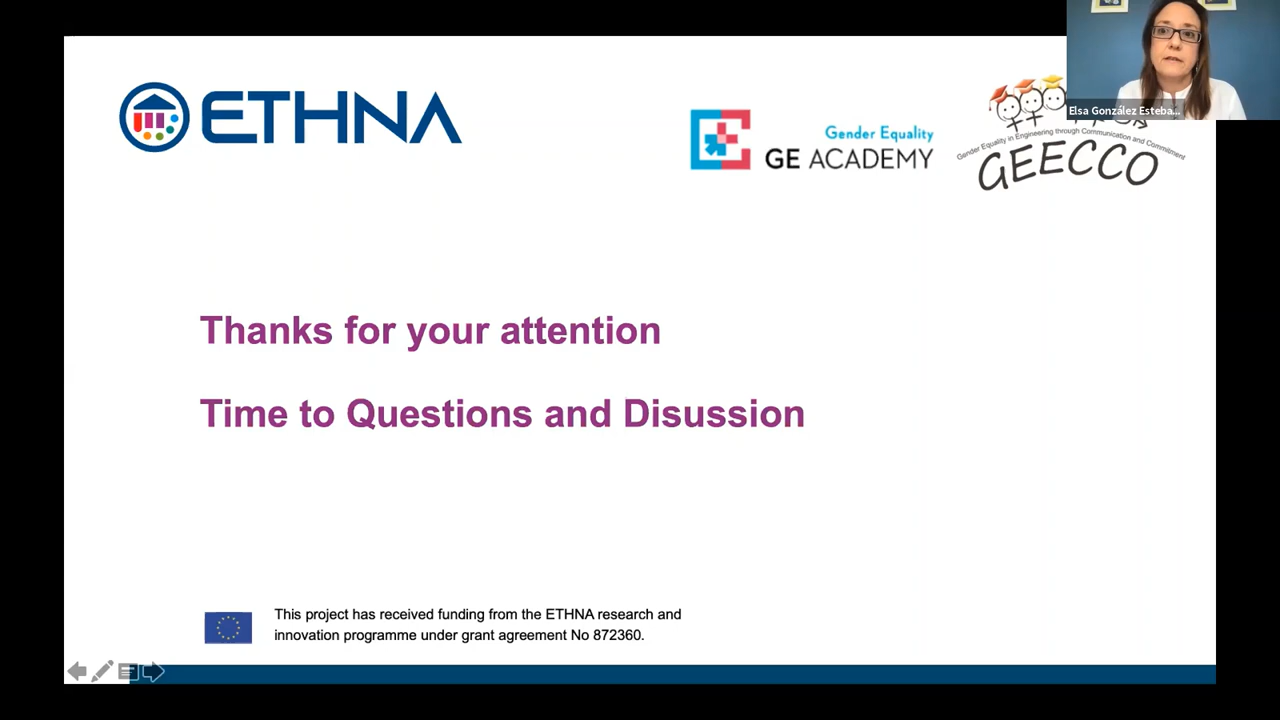 ETHNA
Gender Equality
GE ACADEMY
Elsa González Esteba...
Gender Equality in Engineering through Communication and Commitment
GEECCO
Thanks for your attention
Time to Questions and Disussion
This project has received funding from the ETHNA research and
innovation programme under grant agreement No 872360.